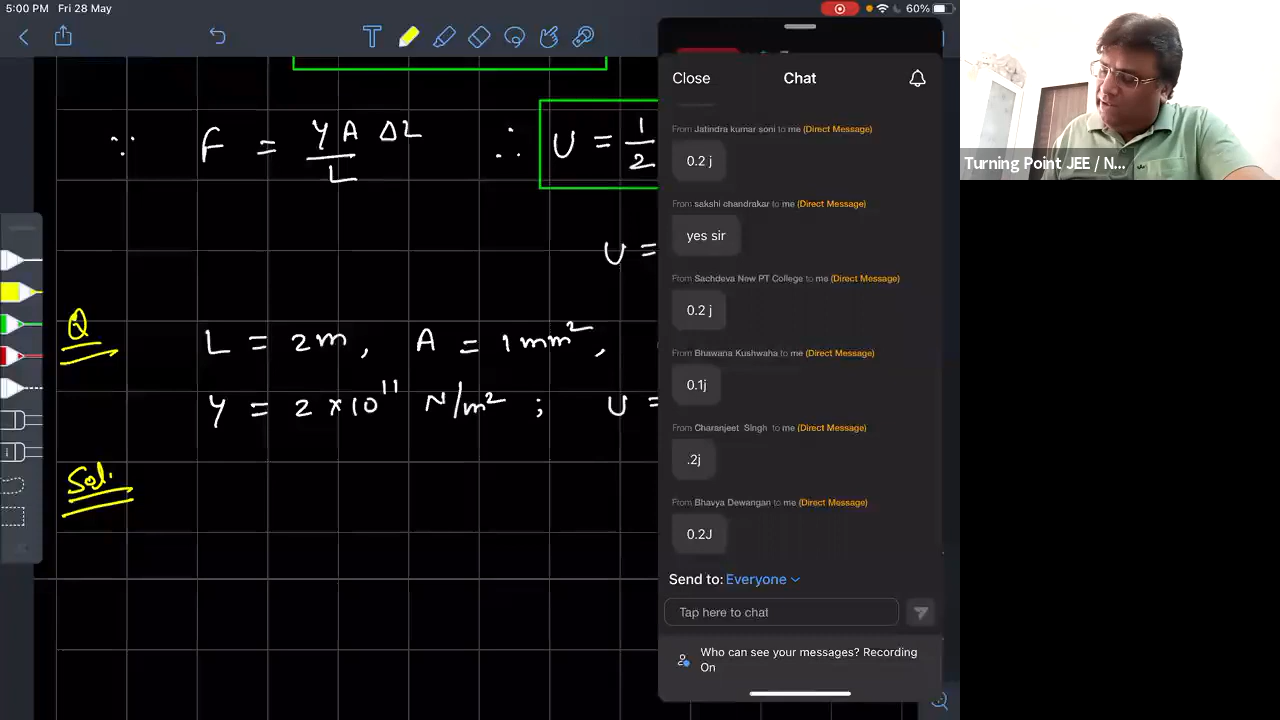 5:00 PM Fri 28 May
60%
∵ F = YA ΔL / L ∴ U = 1/2
U =
Q L = 2m, A = 1mm²,
Y = 2 × 10¹¹ N/m² ; U =
Sol.
Close Chat
From Jatindra kumar soni to me (Direct Message)
0.2 j
From sakshi chandrakar to me (Direct Message)
yes sir
From Sachdeva New PT College to me (Direct Message)
0.2 j
From Bhawana Kushwaha to me (Direct Message)
0.1j
From Charanjeet Singh to me (Direct Message)
.2j
From Bhavya Dewangan to me (Direct Message)
0.2J
Send to: Everyone
Tap here to chat
Who can see your messages? Recording
On
Turning Point JEE / N...